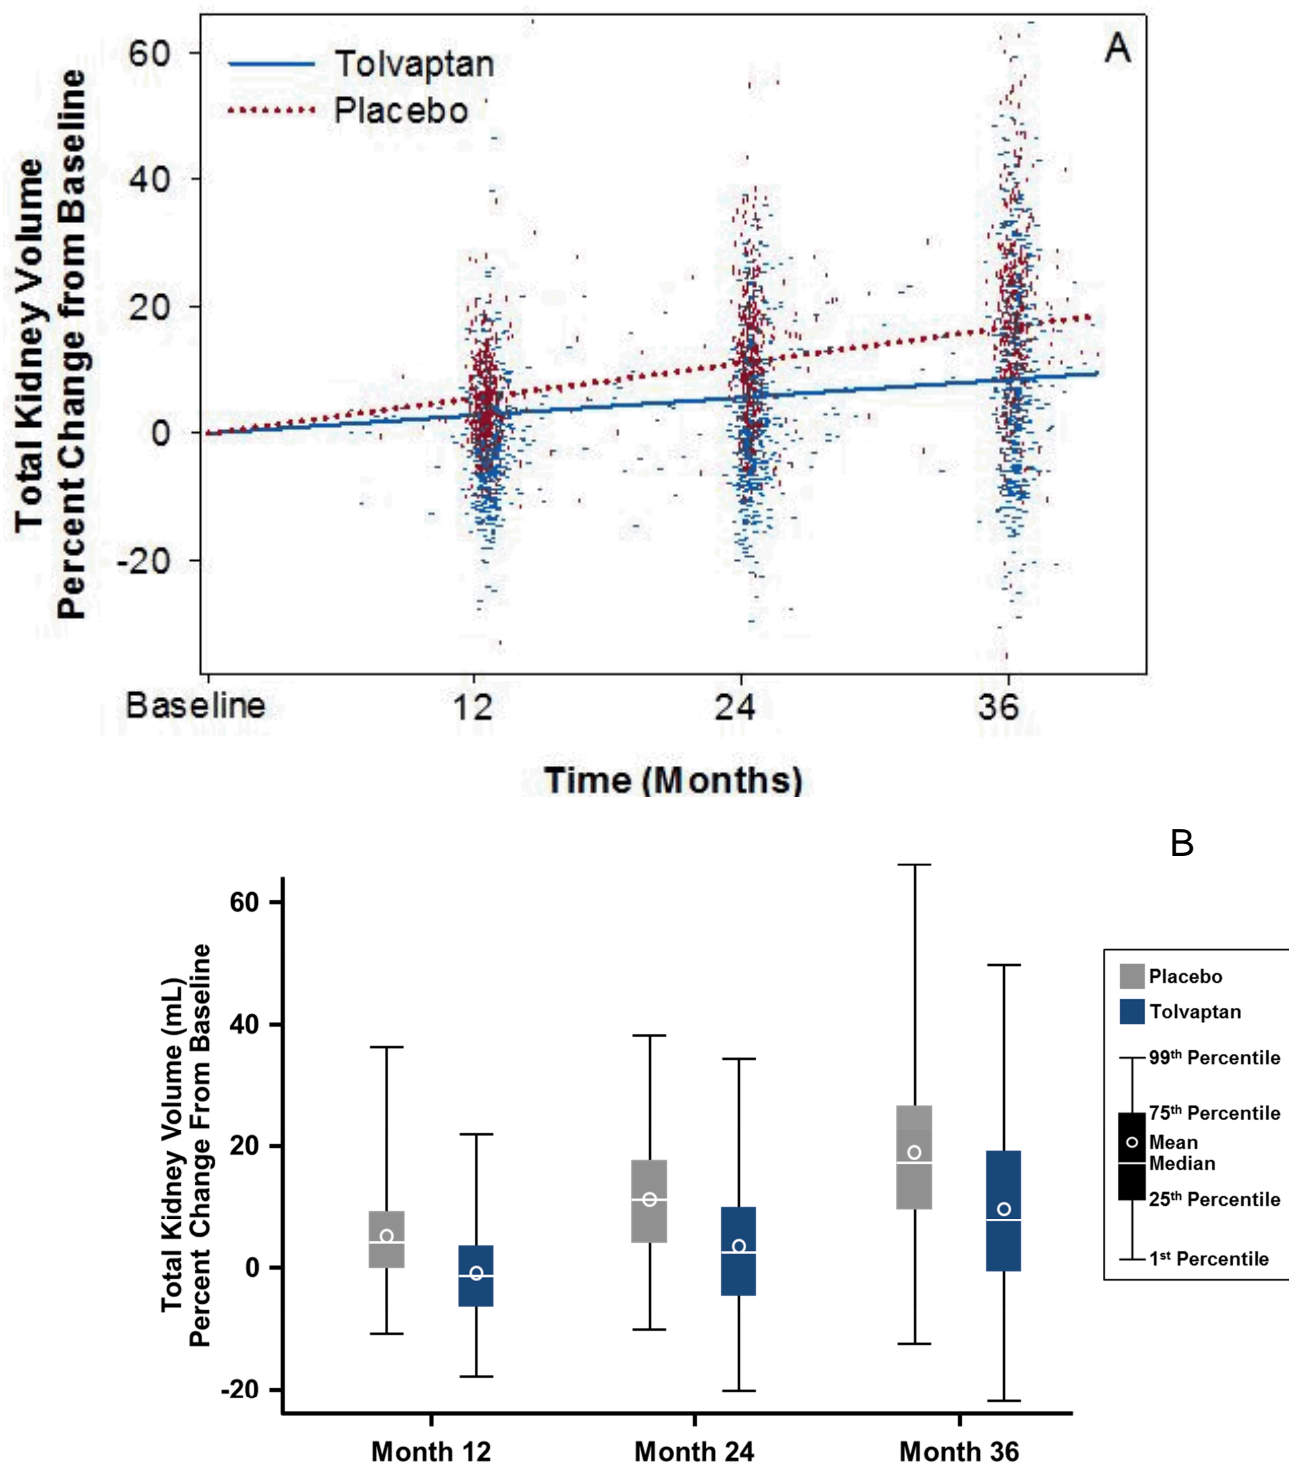 A
60
40
20
0
-20
Tolvaptan
Placebo
Total Kidney Volume
Percent Change from Baseline
Baseline 12 24 36
Time (Months)
B
60
40
20
0
-20
Total Kidney Volume (mL)
Percent Change From Baseline
Placebo
Tolvaptan
99th Percentile
75th Percentile
Mean
Median
25th Percentile
1st Percentile
Month 12 Month 24 Month 36